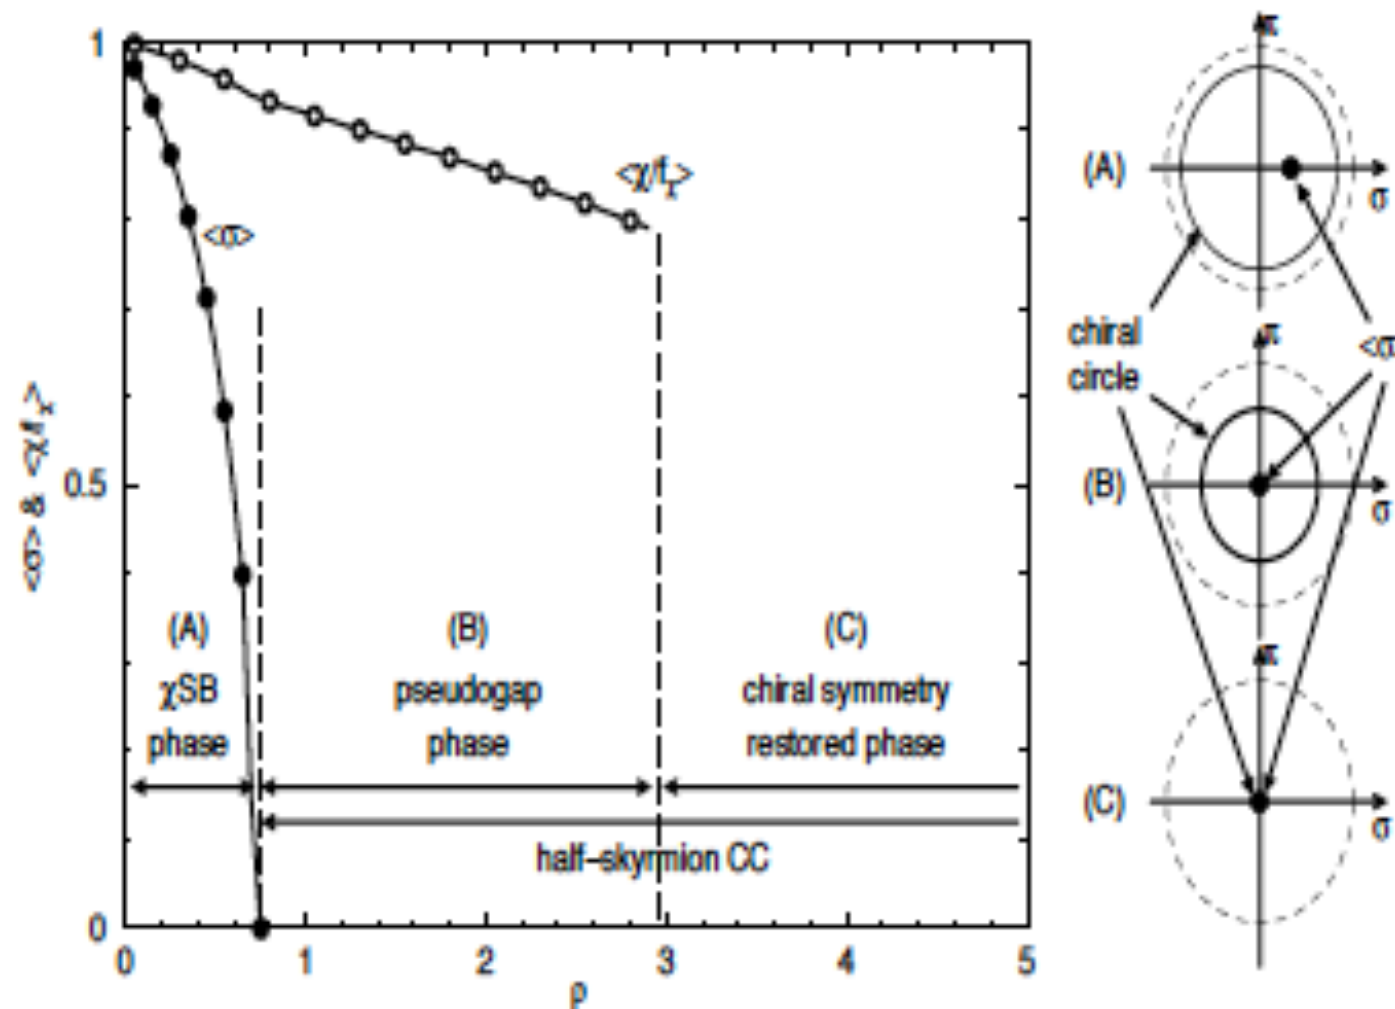 1
0.5
0
<σ> & <χ/f_χ>
<χ/f_χ>
<σ>
(A)
χSB
phase
(B)
pseudogap
phase
(C)
chiral symmetry
restored phase
half-skyrmion CC
0 1 2 3 4 5
ρ
π
(A)
σ
chiral
circle
π
<σ
(B)
σ
π
(C)
σ